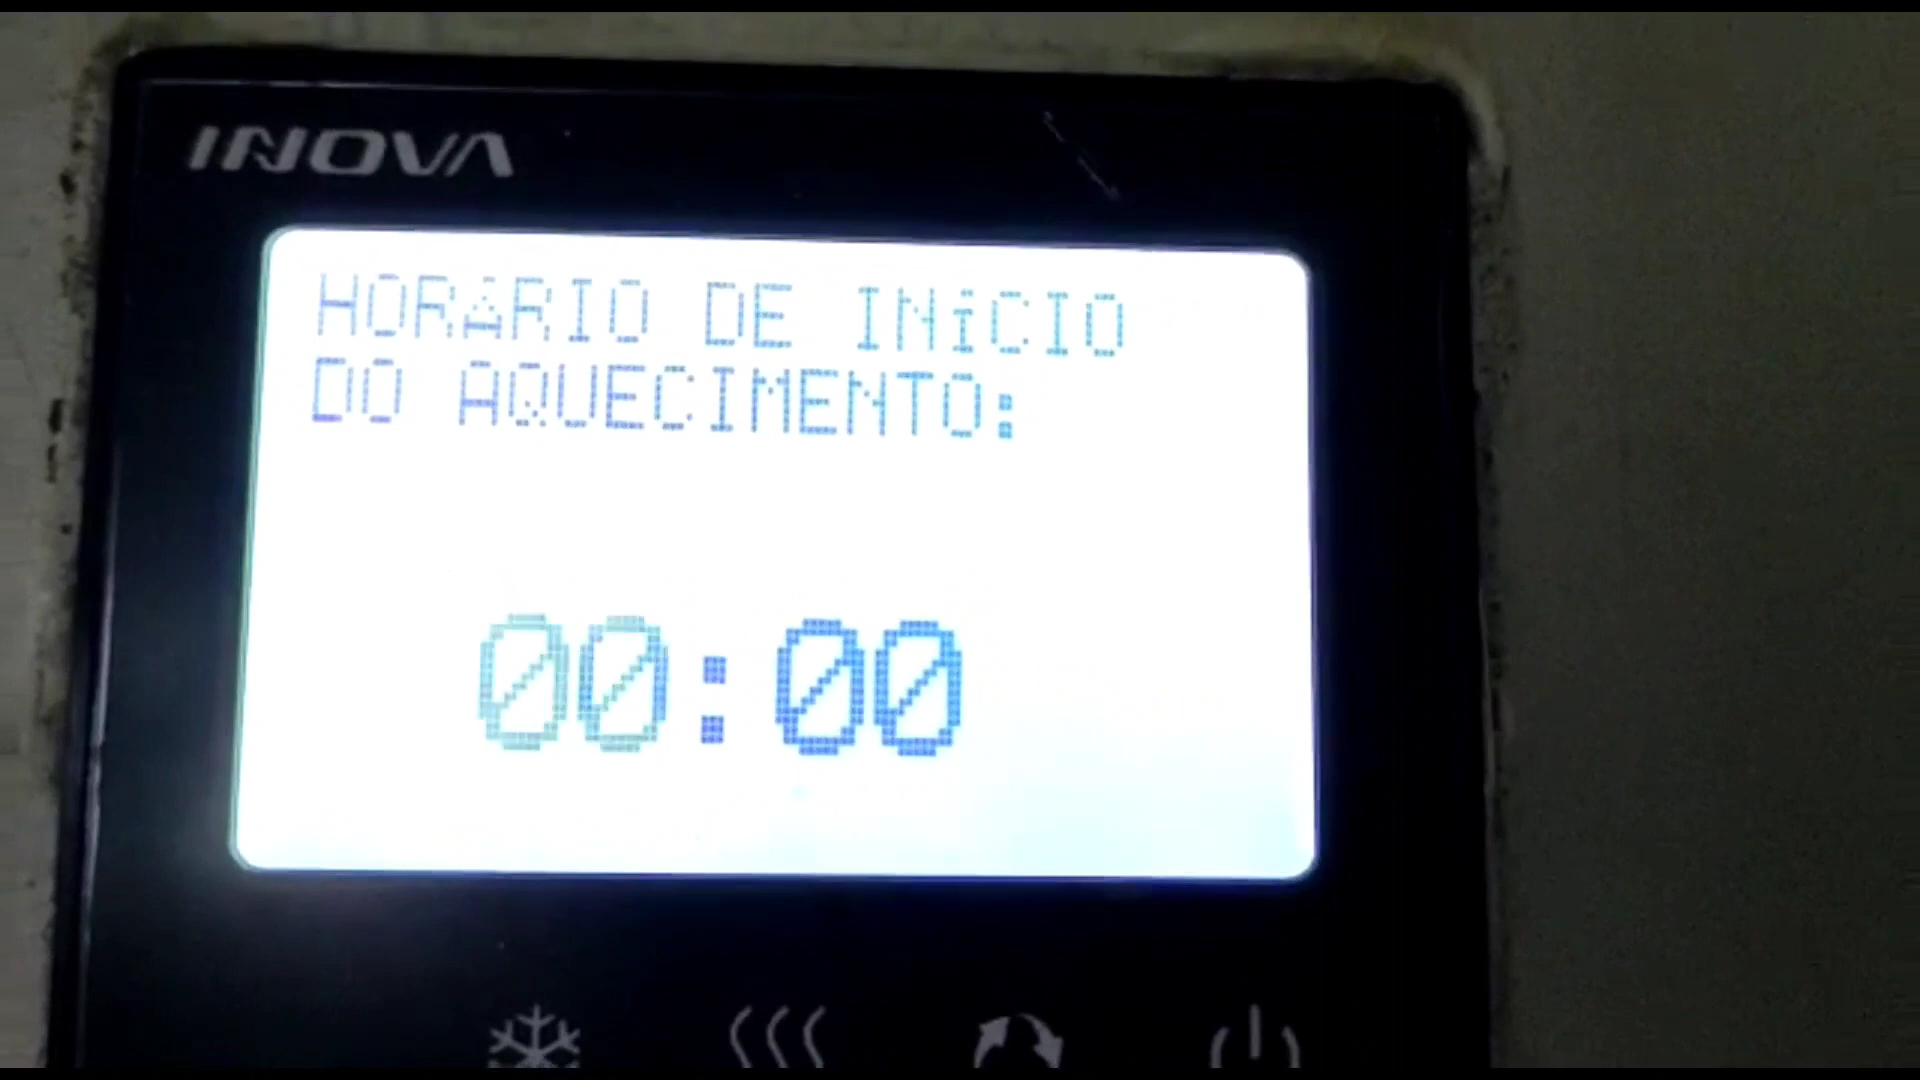 INOVA
HORáRIO DE INíCIO
DO AQUECIMENTO:
00:00